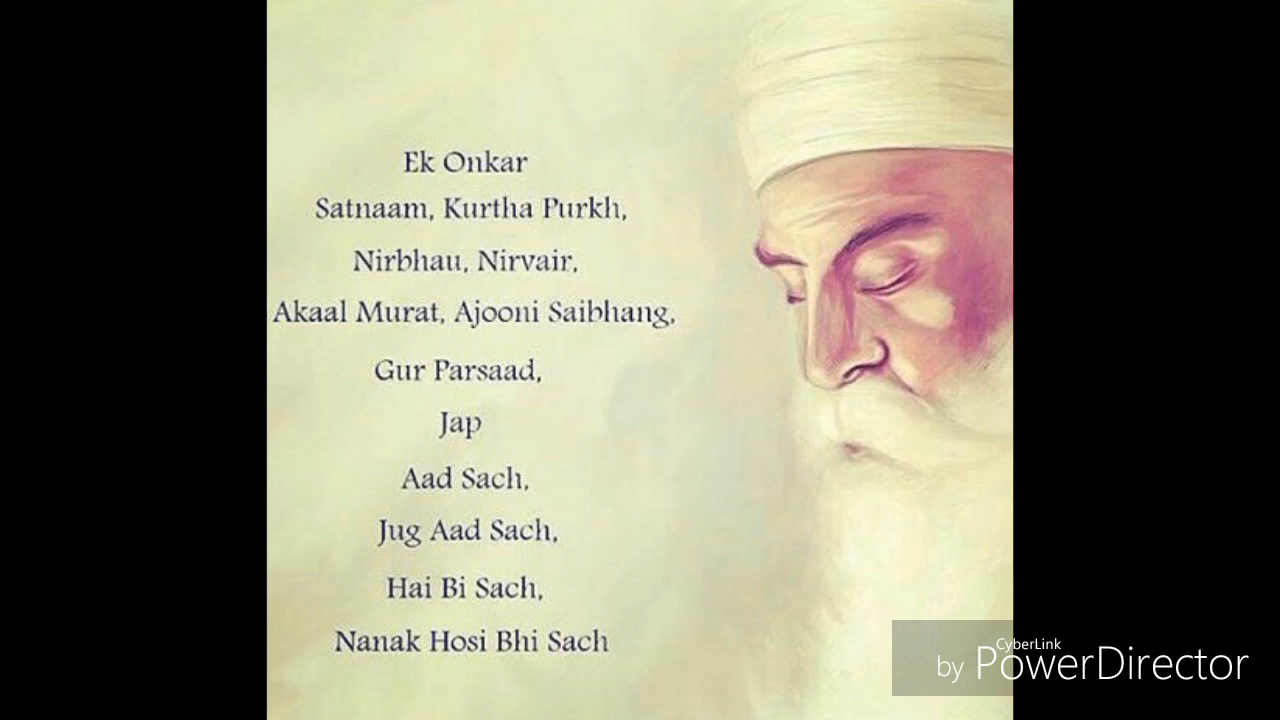 Ek Onkar
Satnaam, Kurtha Purkh,
Nirbhau, Nirvair,
Akaal Murat, Ajooni Saibhang,
Gur Parsaad,
Jap
Aad Sach,
Jug Aad Sach,
Hai Bi Sach,
Nanak Hosi Bhi Sach
CyberLink
by PowerDirector